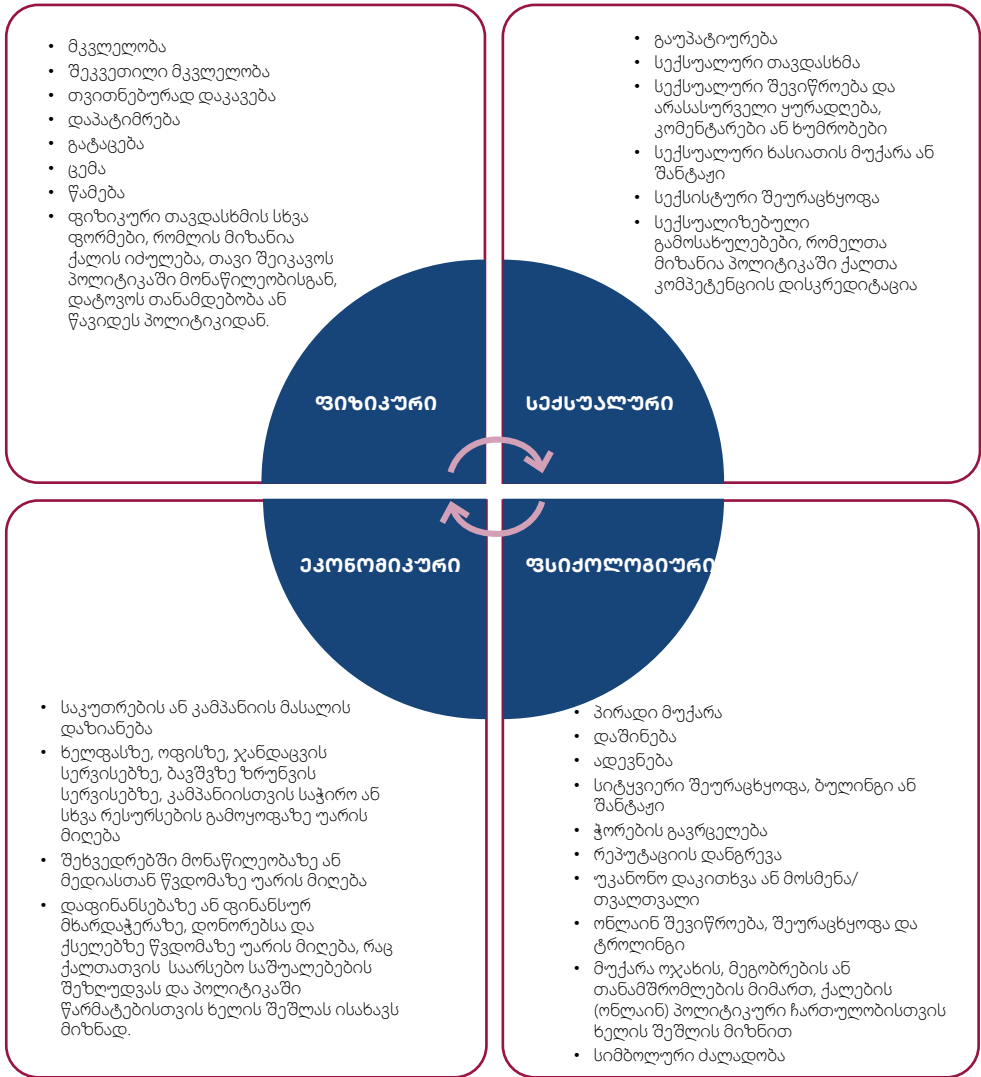 • მკვლელობა
• შეკვეთილი მკვლელობა
• თვითნებურად დაკავება
• დაპატიმრება
• გატაცება
• ცემა
• წამება
• ფიზიკური თავდასხმის სხვა
ფორმები, რომლის მიზანია
ქალის იძულება, თავი შეიკავოს
პოლიტიკაში მონაწილეობისგან,
დატოვოს თანამდებობა ან
წავიდეს პოლიტიკიდან.
ფიზიკური
• გაუპატიურება
• სექსუალური თავდასხმა
• სექსუალური შევიწროება და
არასასურველი ყურადღება,
კომენტარები ან ხუმრობები
• სექსუალური ხასიათის მუქარა ან
შანტაჟი
• სექსისტური შეურაცხყოფა
• სექსუალიზებული
გამოსახულებები, რომელთა
მიზანია პოლიტიკაში ქალთა
კომპეტენციის დისკრედიტაცია
სექსუალური
ეკონომიკური
• საკუთრების ან კამპანიის მასალის
დაზიანება
• ხელფასზე, ოფისზე, ჯანდაცვის
სერვისებზე, ბავშვზე ზრუნვის
სერვისებზე, კამპანიისთვის საჭირო ან
სხვა რესურსების გამოყოფაზე უარის
მიღება
• შეხვედრებში მონაწილეობაზე ან
მედიასთან წვდომაზე უარის მიღება
• დაფინანსებაზე ან ფინანსურ
მხარდაჭერაზე, დონორებსა და
ქსელებზე წვდომაზე უარის მიღება, რაც
ქალთათვის საარსებო საშუალებების
შეზღუდვას და პოლიტიკაში
წარმატებისთვის ხელის შეშლას ისახავს
მიზნად.
ფსიქოლოგიური
• პირადი მუქარა
• დაშინება
• ადევნება
• სიტყვიერი შეურაცხყოფა, ბულინგი ან
შანტაჟი
• ჭორების გავრცელება
• რეპუტაციის დანგრევა
• უკანონო დაკითხვა ან მოსმენა/
თვალთვალი
• ონლაინ შევიწროება, შეურაცხყოფა და
ტროლინგი
• მუქარა ოჯახის, მეგობრების ან
თანამშრომლების მიმართ, ქალების
(ონლაინ) პოლიტიკური ჩართულობისთვის
ხელის შეშლის მიზნით
• სიმბოლური ძალადობა